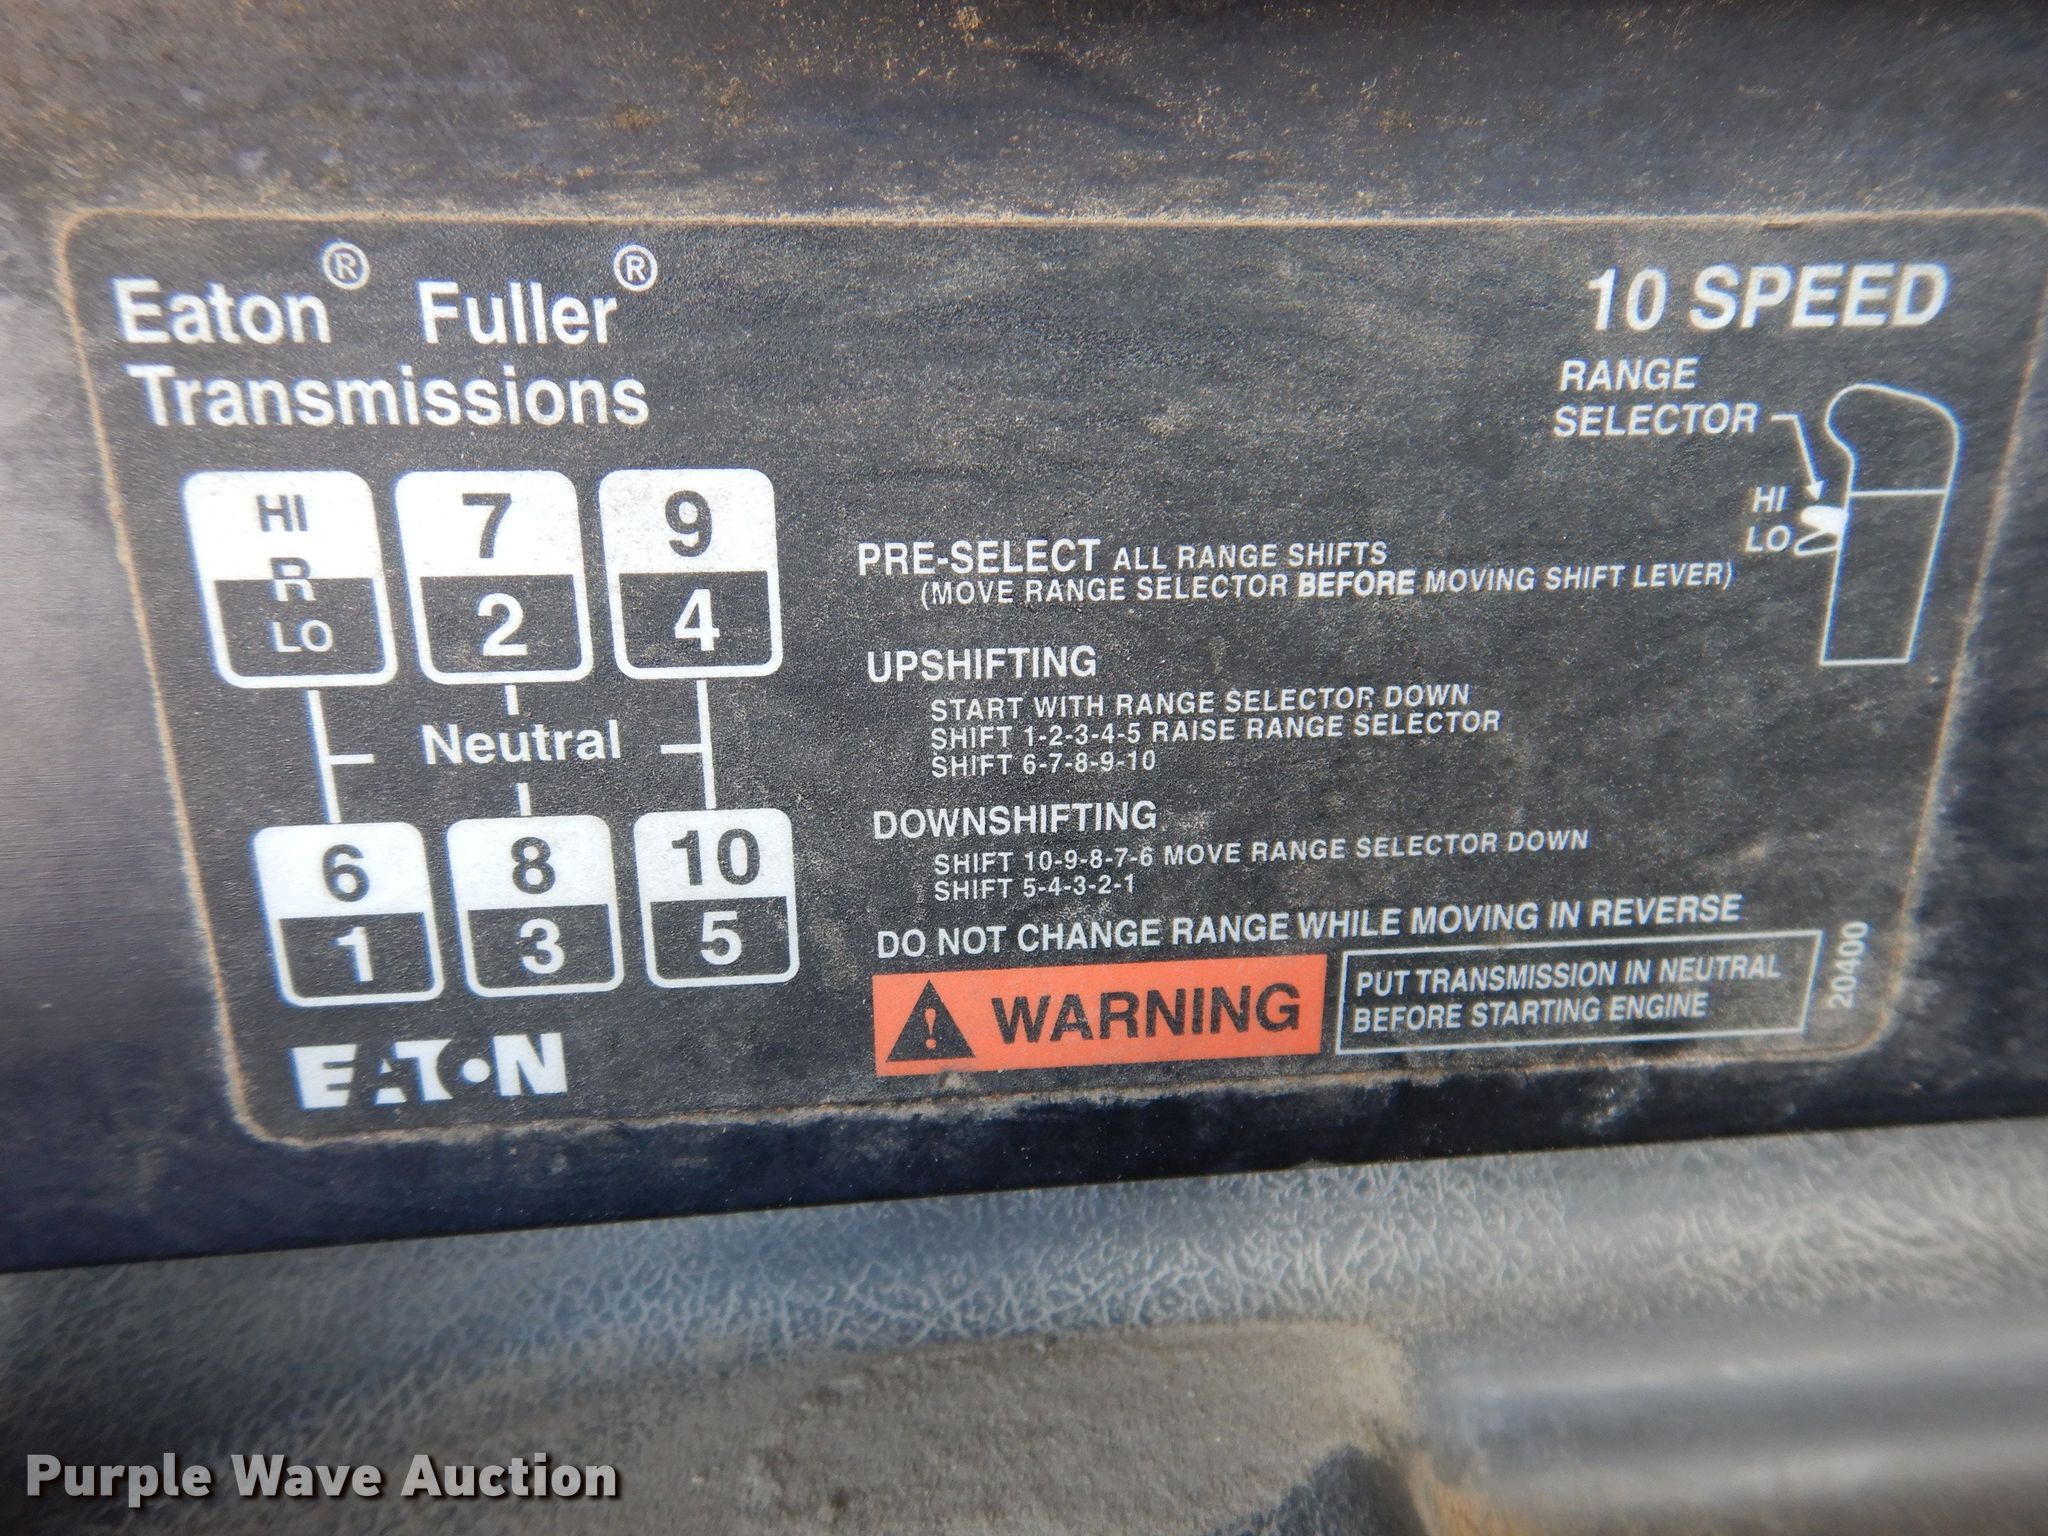 Eaton® Fuller®
Transmissions
10 SPEED
RANGE
SELECTOR
HI
LO
HI
R
LO
7
2
9
4
Neutral
6
1
8
3
10
5
EATON
PRE-SELECT ALL RANGE SHIFTS
(MOVE RANGE SELECTOR BEFORE MOVING SHIFT LEVER)
UPSHIFTING
START WITH RANGE SELECTOR DOWN
SHIFT 1-2-3-4-5 RAISE RANGE SELECTOR
SHIFT 6-7-8-9-10
DOWNSHIFTING
SHIFT 10-9-8-7-6 MOVE RANGE SELECTOR DOWN
SHIFT 5-4-3-2-1
DO NOT CHANGE RANGE WHILE MOVING IN REVERSE
WARNING
PUT TRANSMISSION IN NEUTRAL
BEFORE STARTING ENGINE
20400
Purple Wave Auction